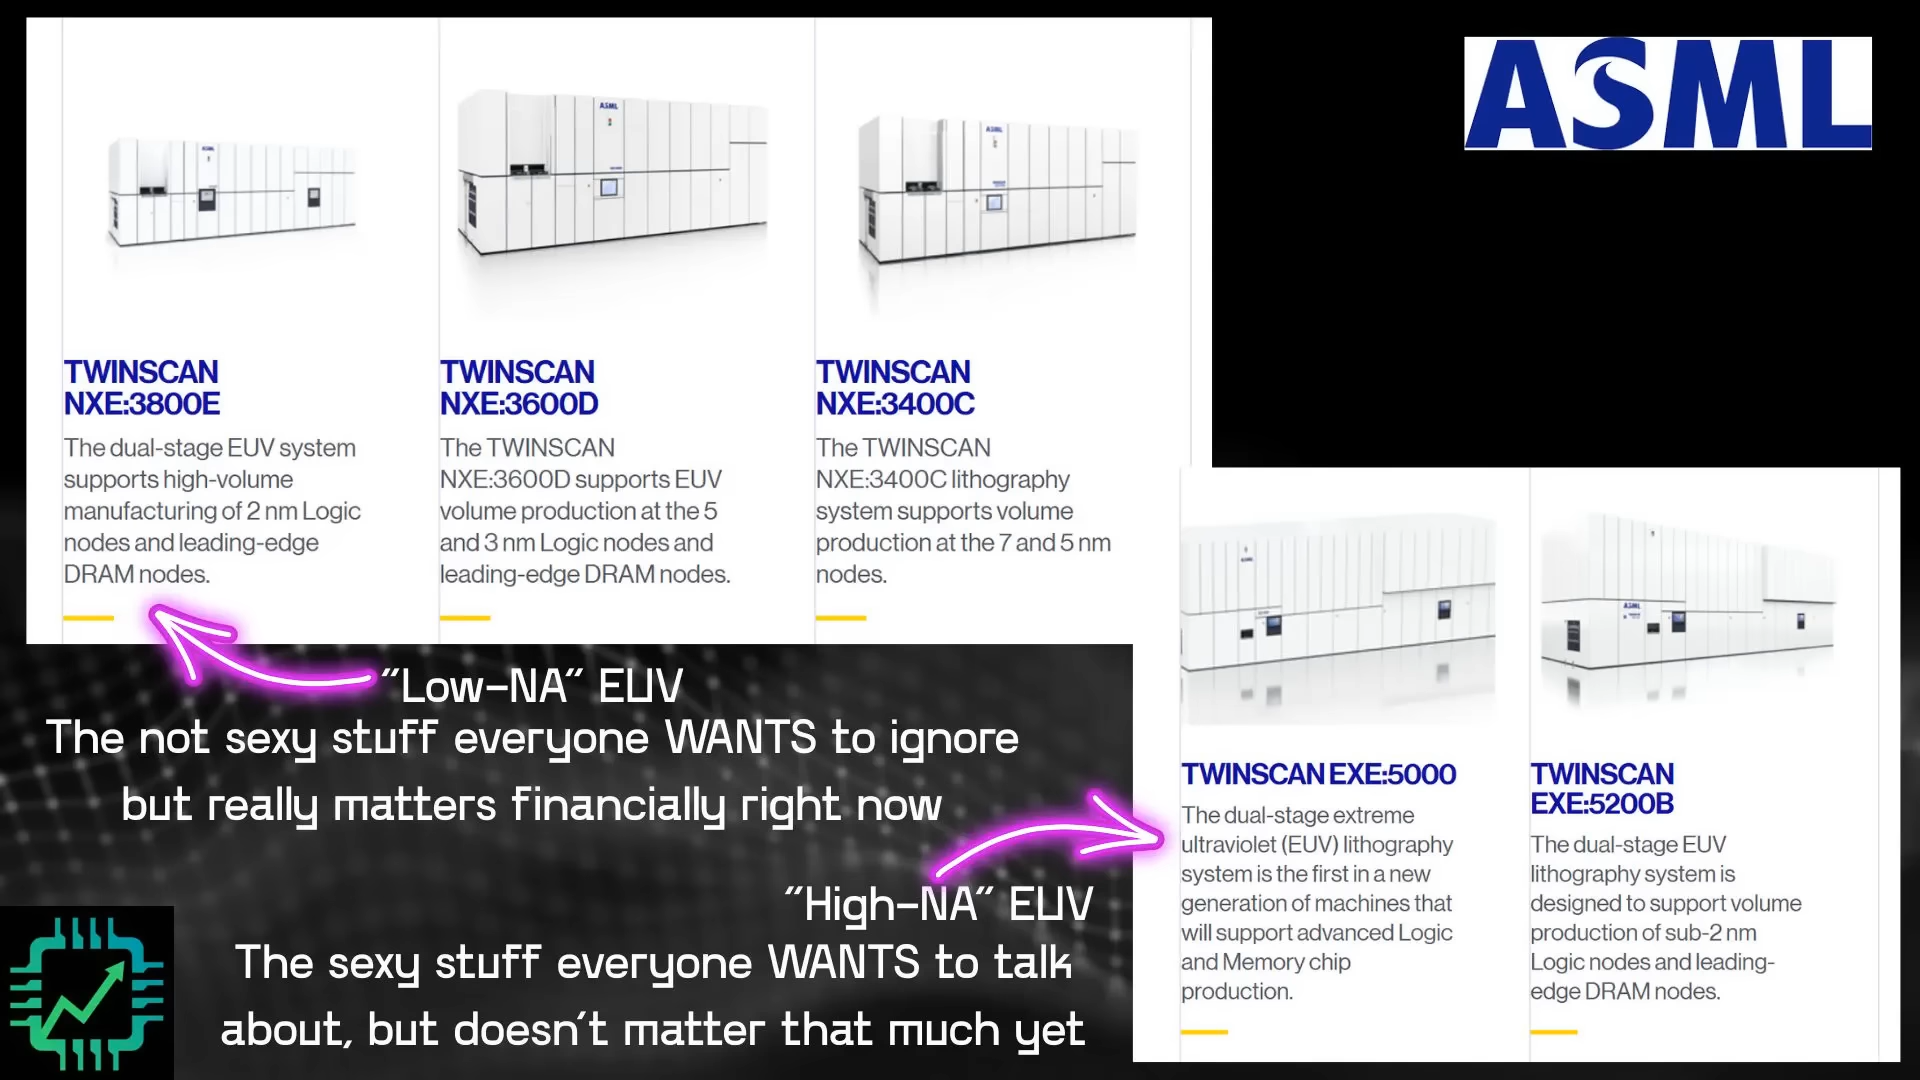 ASML
TWINSCAN
NXE:3800E
The dual-stage EUV system
supports high-volume
manufacturing of 2 nm Logic
nodes and leading-edge
DRAM nodes.
ASML
TWINSCAN
NXE:3600D
The TWINSCAN
NXE:3600D supports EUV
volume production at the 5
and 3 nm Logic nodes and
leading-edge DRAM nodes.
ASML
TWINSCAN
NXE:3400C
The TWINSCAN
NXE:3400C lithography
system supports volume
production at the 7 and 5 nm
nodes.
ASML
"Low-NA" EUV
The not sexy stuff everyone WANTS to ignore
but really matters financially right now
"High-NA" EUV
The sexy stuff everyone WANTS to talk
about, but doesn't matter that much yet
ASML
TWINSCAN EXE:5000
The dual-stage extreme
ultraviolet (EUV) lithography
system is the first in a new
generation of machines that
will support advanced Logic
and Memory chip
production.
ASML
TWINSCAN
EXE:5200B
The dual-stage EUV
lithography system is
designed to support volume
production of sub-2 nm
Logic nodes and leading-
edge DRAM nodes.